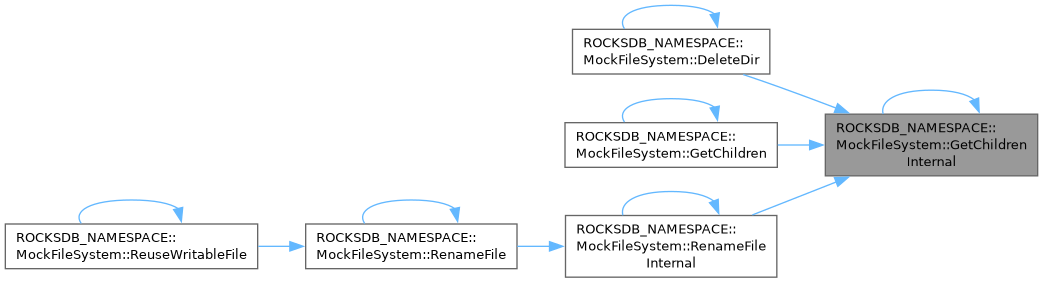 ROCKSDB_NAMESPACE::
MockFileSystem::DeleteDir
ROCKSDB_NAMESPACE::
MockFileSystem::GetChildren
ROCKSDB_NAMESPACE::
MockFileSystem::GetChildren
Internal
ROCKSDB_NAMESPACE::
MockFileSystem::ReuseWritableFile
ROCKSDB_NAMESPACE::
MockFileSystem::RenameFile
ROCKSDB_NAMESPACE::
MockFileSystem::RenameFile
Internal